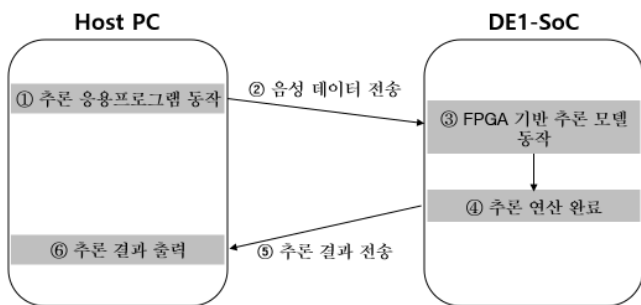 Host PC
DE1-SoC
① 추론 응용프로그램 동작
② 음성 데이터 전송
③ FPGA 기반 추론 모델
동작
④ 추론 연산 완료
⑤ 추론 결과 전송
⑥ 추론 결과 출력